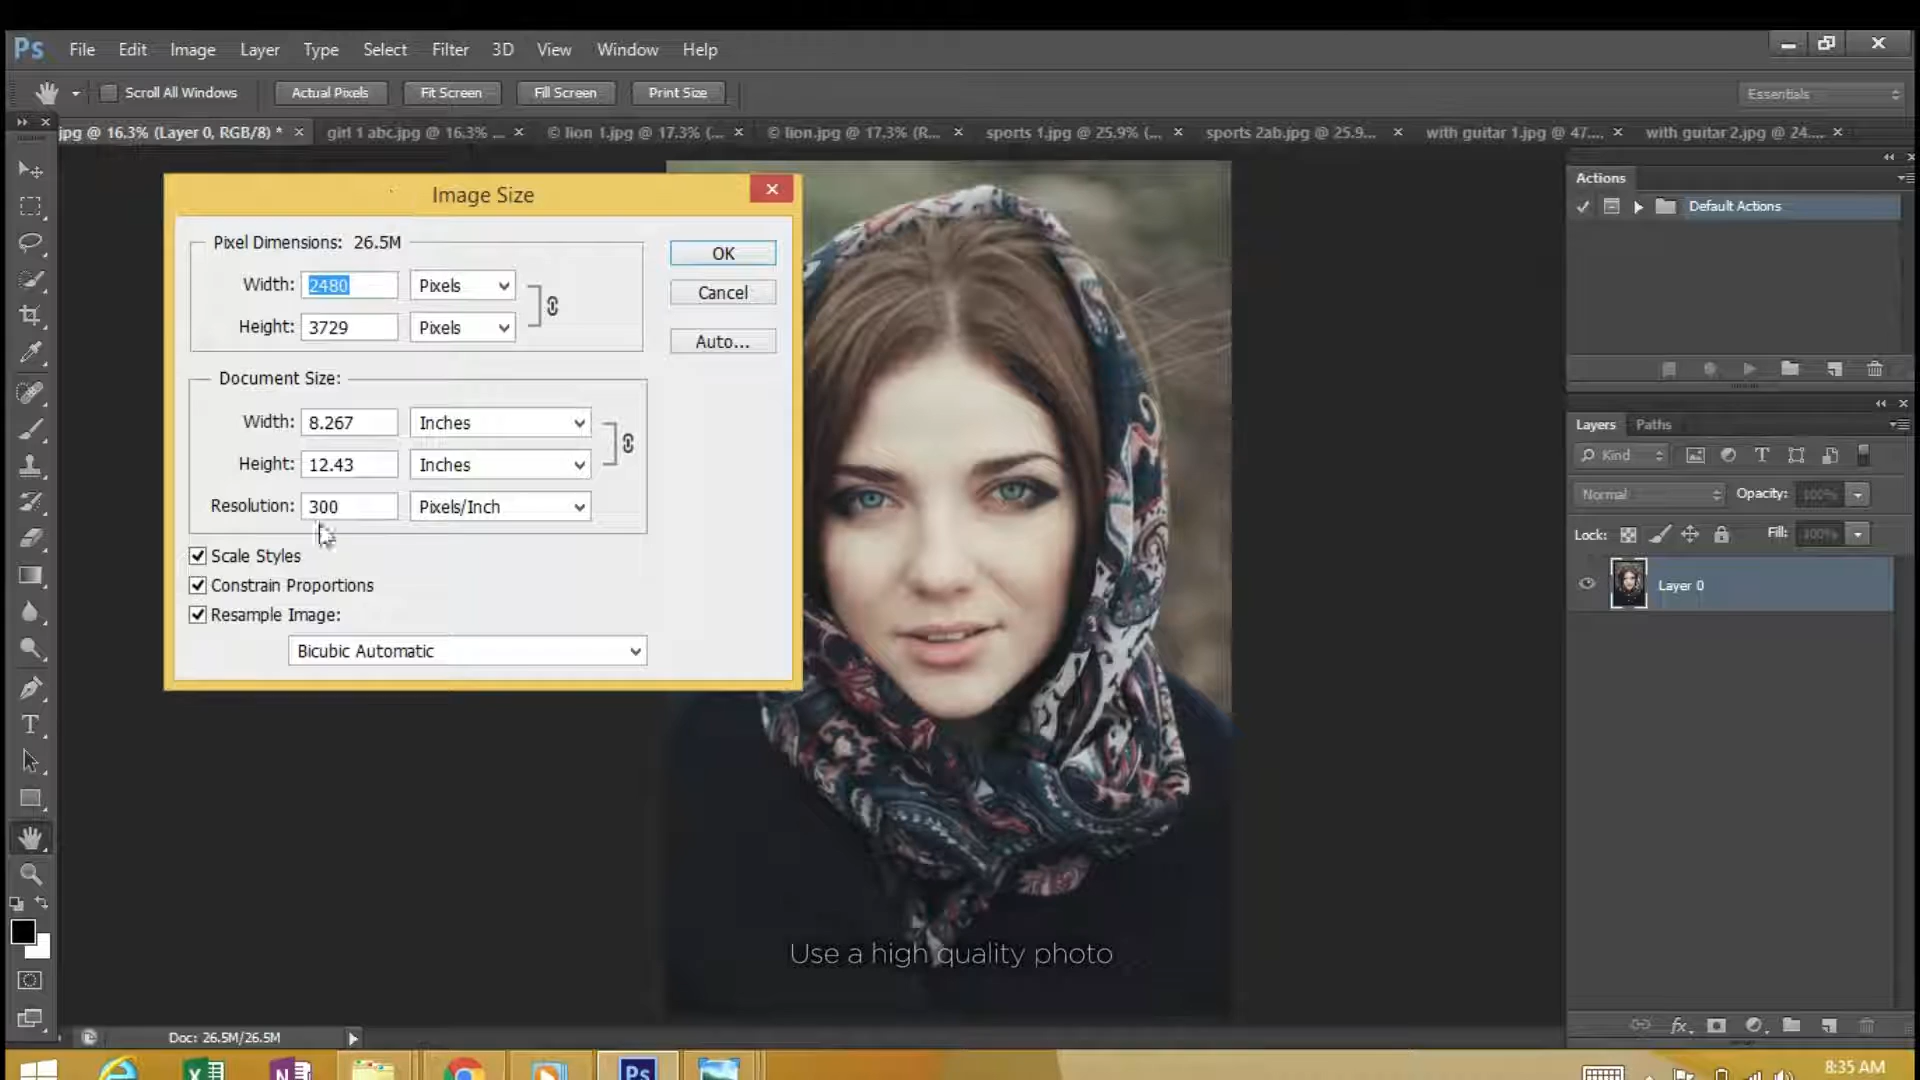 Ps File Edit Image Layer Type Select Filter 3D View Window Help
Scroll All Windows Actual Pixels Fit Screen Fill Screen Print Size Essentials
jpg @ 16.3% (Layer 0, RGB/8) * girl 1 abc.jpg @ 16.3% ... © lion 1.jpg @ 17.3% (... © lion.jpg @ 17.3% (R... sports 1.jpg @ 25.9% (... sports 2ab.jpg @ 25.9... with guitar 1.jpg @ 47.... with guitar 2.jpg @ 24....
Image Size
Pixel Dimensions: 26.5M
Width: 2480 Pixels
Height: 3729 Pixels
OK
Cancel
Auto...
Document Size:
Width: 8.267 Inches
Height: 12.43 Inches
Resolution: 300 Pixels/Inch
Scale Styles
Constrain Proportions
Resample Image:
Bicubic Automatic
Actions
Default Actions
Layers Paths
Kind
Normal Opacity: 100%
Lock: Fill: 100%
Layer 0
Use a high quality photo
fx
Doc: 26.5M/26.5M
Ps
8:35 AM